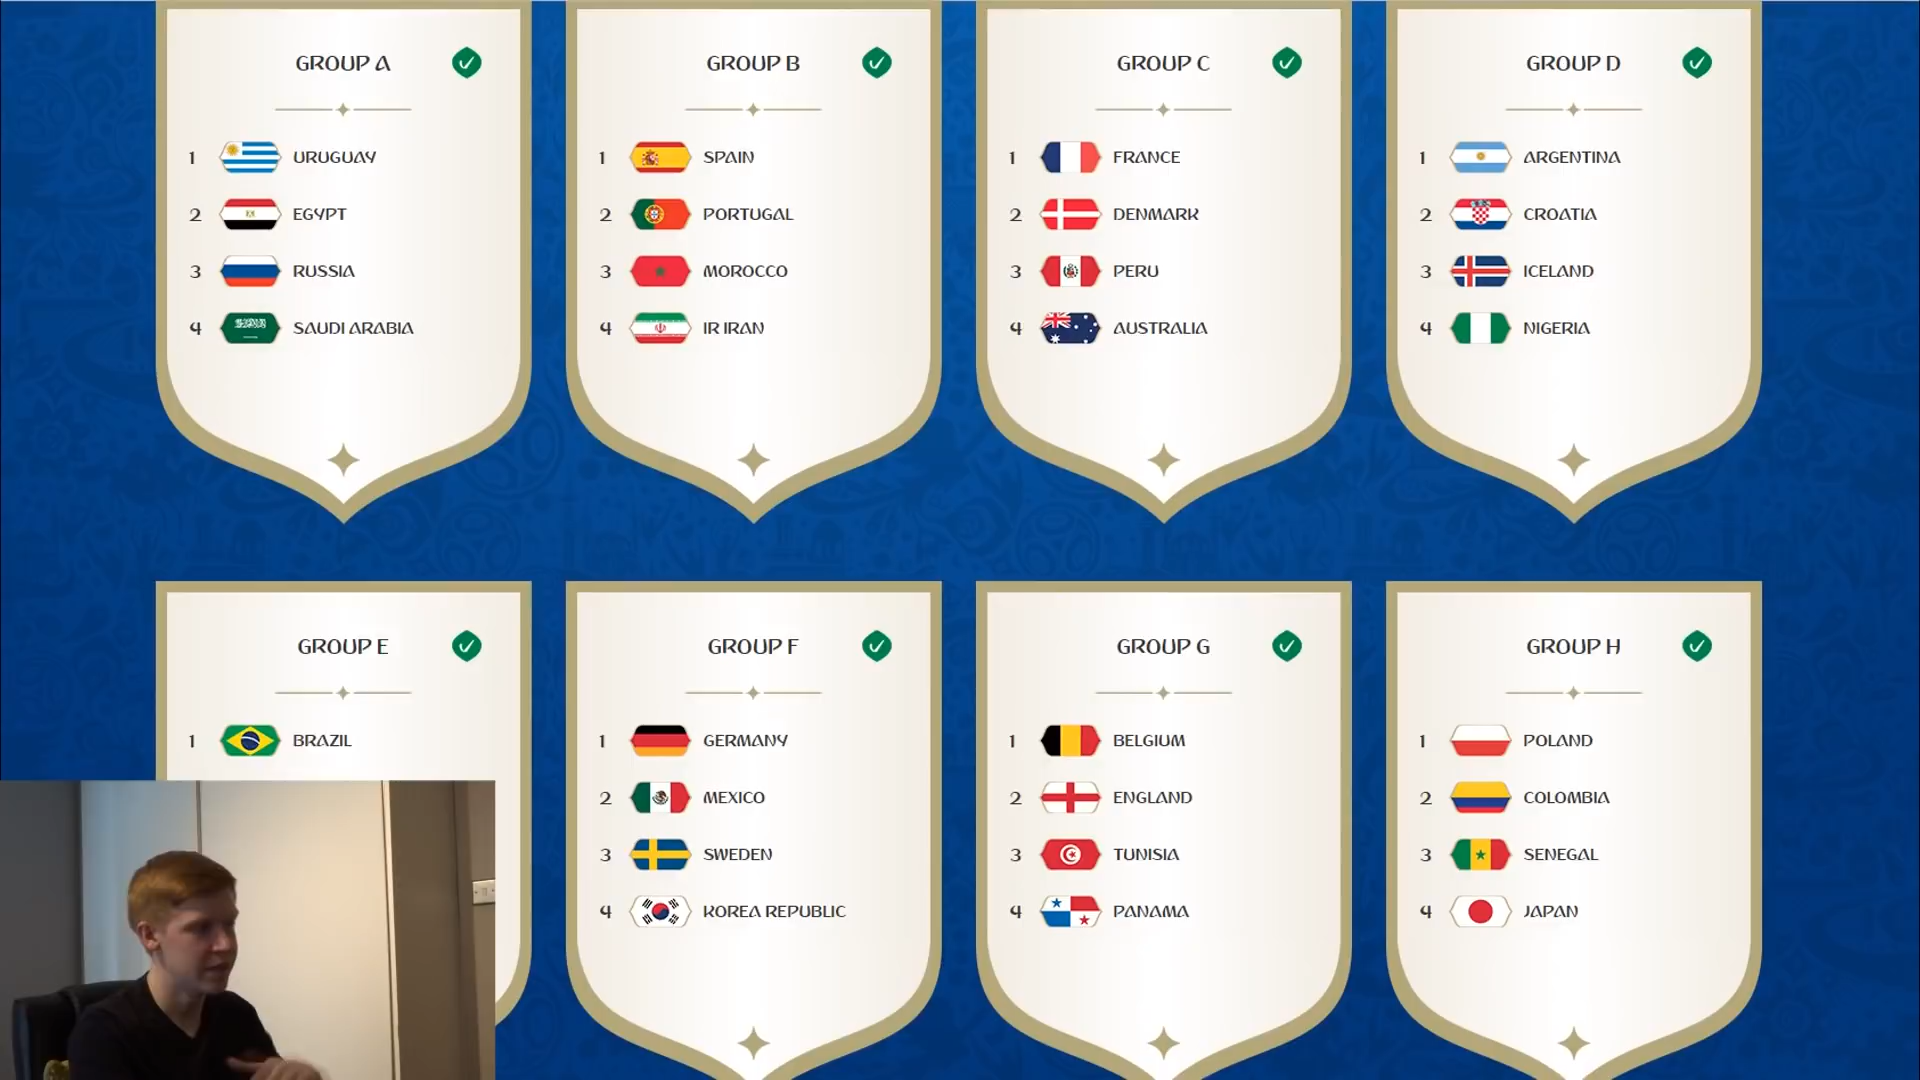 GROUP A
1 URUGUAY
2 EGYPT
3 RUSSIA
4 SAUDI ARABIA
GROUP B
1 SPAIN
2 PORTUGAL
3 MOROCCO
4 IR IRAN
GROUP C
1 FRANCE
2 DENMARK
3 PERU
4 AUSTRALIA
GROUP D
1 ARGENTINA
2 CROATIA
3 ICELAND
4 NIGERIA
GROUP E
1 BRAZIL
GROUP F
1 GERMANY
2 MEXICO
3 SWEDEN
4 KOREA REPUBLIC
GROUP G
1 BELGIUM
2 ENGLAND
3 TUNISIA
4 PANAMA
GROUP H
1 POLAND
2 COLOMBIA
3 SENEGAL
4 JAPAN